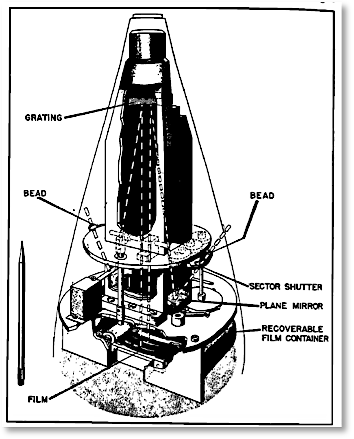 GRATING
BEAD
BEAD
SECTOR SHUTTER
PLANE MIRROR
RECOVERABLE
FILM CONTAINER
FILM